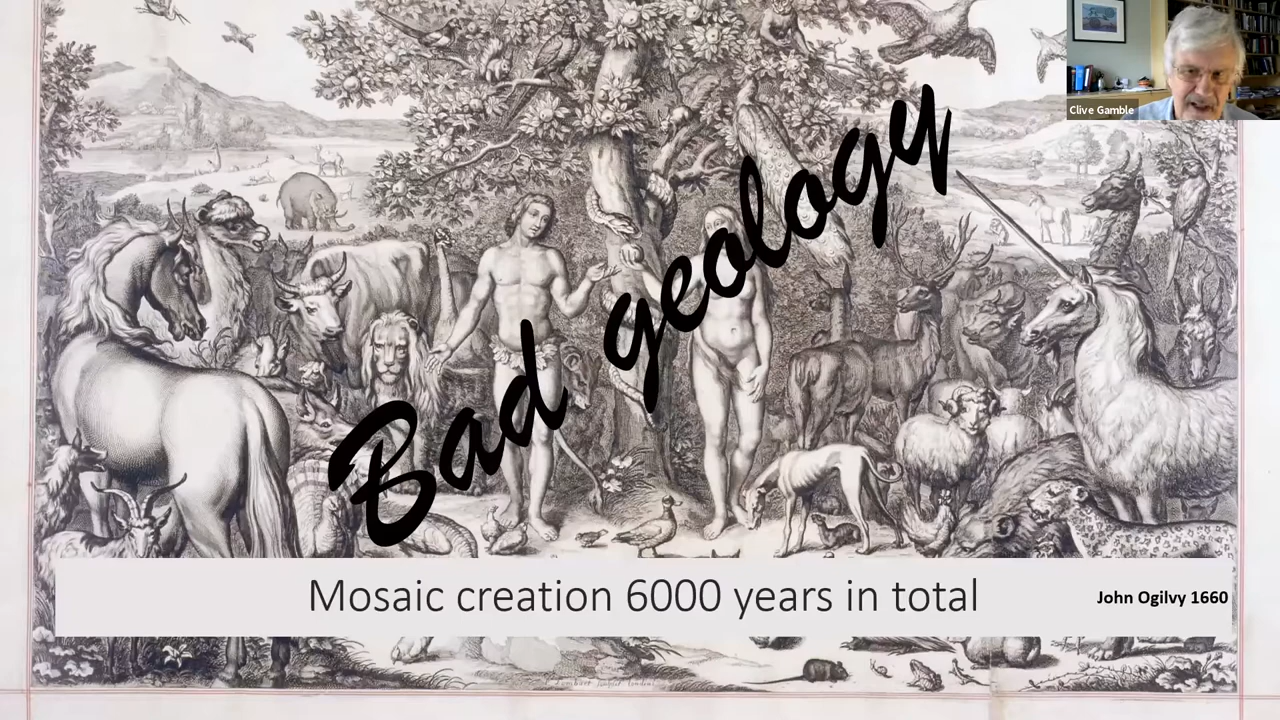 Clive Gamble
Bad geology
Mosaic creation 6000 years in total
John Ogilvy 1660